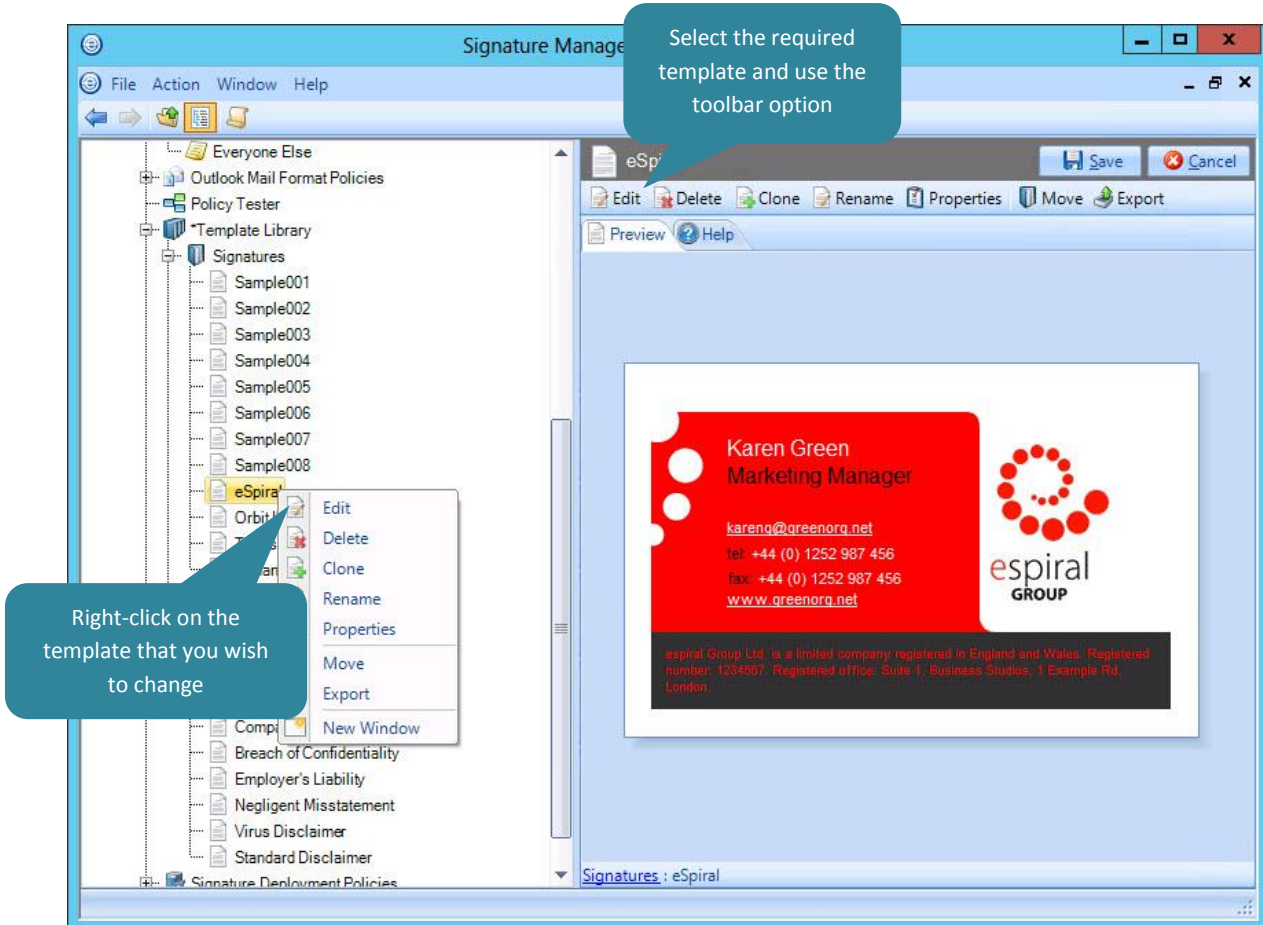 Signature Manage
Select the required
template and use the
toolbar option
File Action Window Help
Everyone Else
Outlook Mail Format Policies
Policy Tester
*Template Library
Signatures
Sample001
Sample002
Sample003
Sample004
Sample005
Sample006
Sample007
Sample008
eSpiral
Orbit
Edit
Delete
Clone
Rename
Properties
Move
Export
New Window
Right-click on the
template that you wish
to change
Compa
Breach of Confidentiality
Employer's Liability
Negligent Misstatement
Virus Disclaimer
Standard Disclaimer
Signature Deployment Policies
eSpi
Save Cancel
Edit Delete Clone Rename Properties Move Export
Preview Help
Karen Green
Marketing Manager
kareng@greenorg.net
tel: +44 (0) 1252 987 456
fax: +44 (0) 1252 987 456
www.greenorg.net
espiral
GROUP
espiral Group Ltd. is a limited company registered in England and Wales. Registered
number: 1234567. Registered office: Suite 1, Business Studios, 1 Example Rd,
London.
Signatures : eSpiral